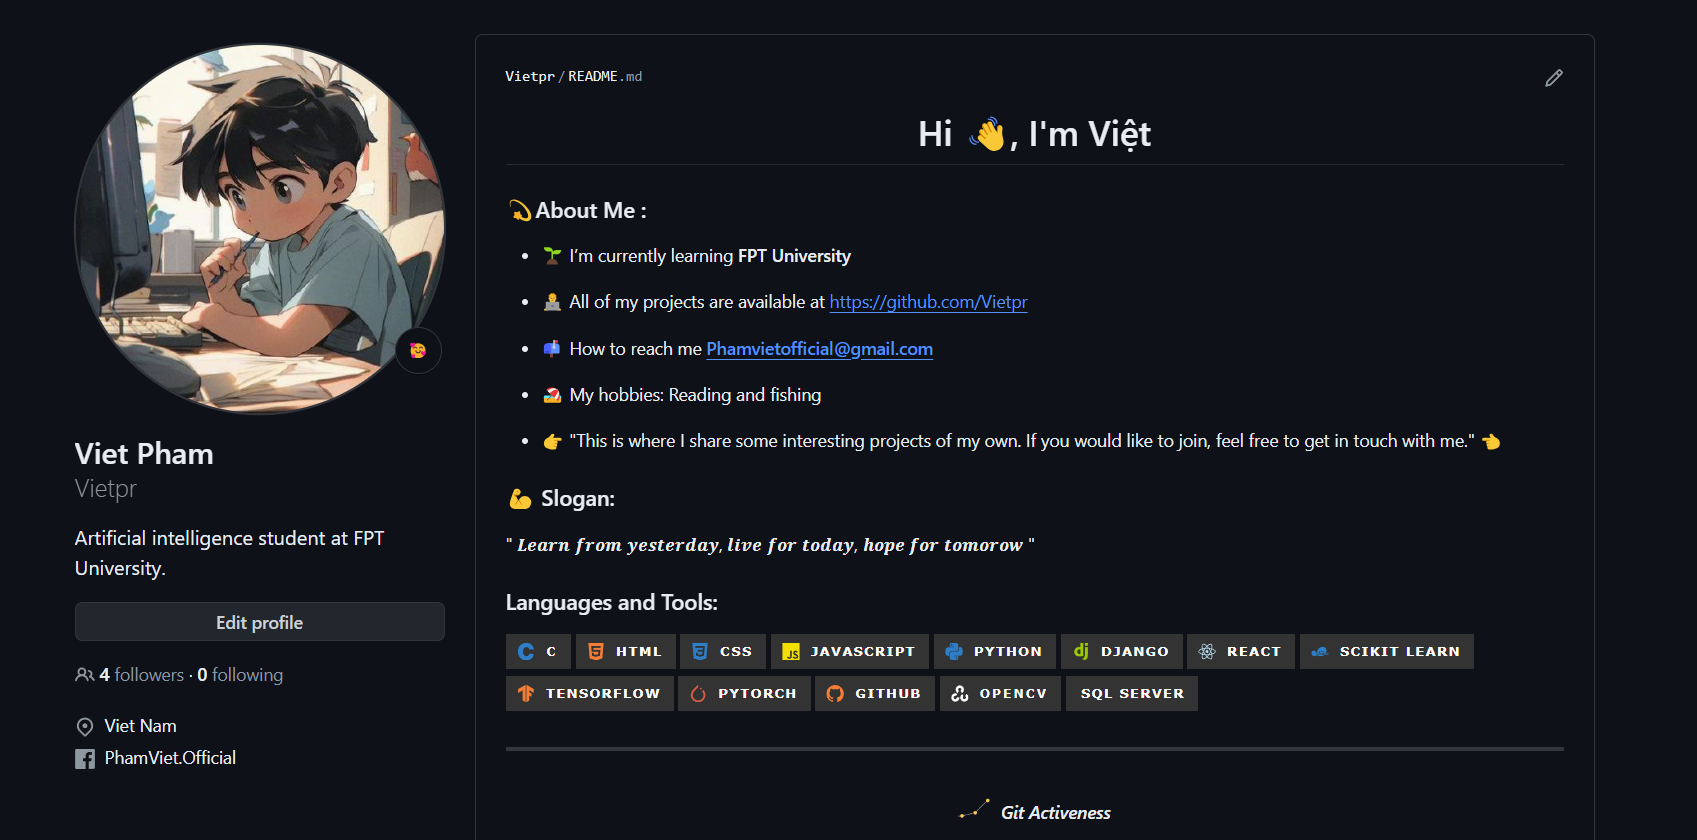 Viet Pham
Vietpr
Artificial intelligence student at FPT
University.
Edit profile
4 followers · 0 following
Viet Nam
PhamViet.Official
Vietpr/README.md
Hi 👋, I'm Việt
💫About Me :
🌱 I’m currently learning FPT University
👨‍💻 All of my projects are available at https://github.com/Vietpr
📫 How to reach me Phamvietofficial@gmail.com
🏖 My hobbies: Reading and fishing
👉 "This is where I share some interesting projects of my own. If you would like to join, feel free to get in touch with me." 👈
💪 Slogan:
" Learn from yesterday, live for today, hope for tomorow "
Languages and Tools:
C HTML CSS JAVASCRIPT PYTHON DJANGO REACT SCIKIT LEARN
TENSORFLOW PYTORCH GITHUB OPENCV SQL SERVER
Git Activeness